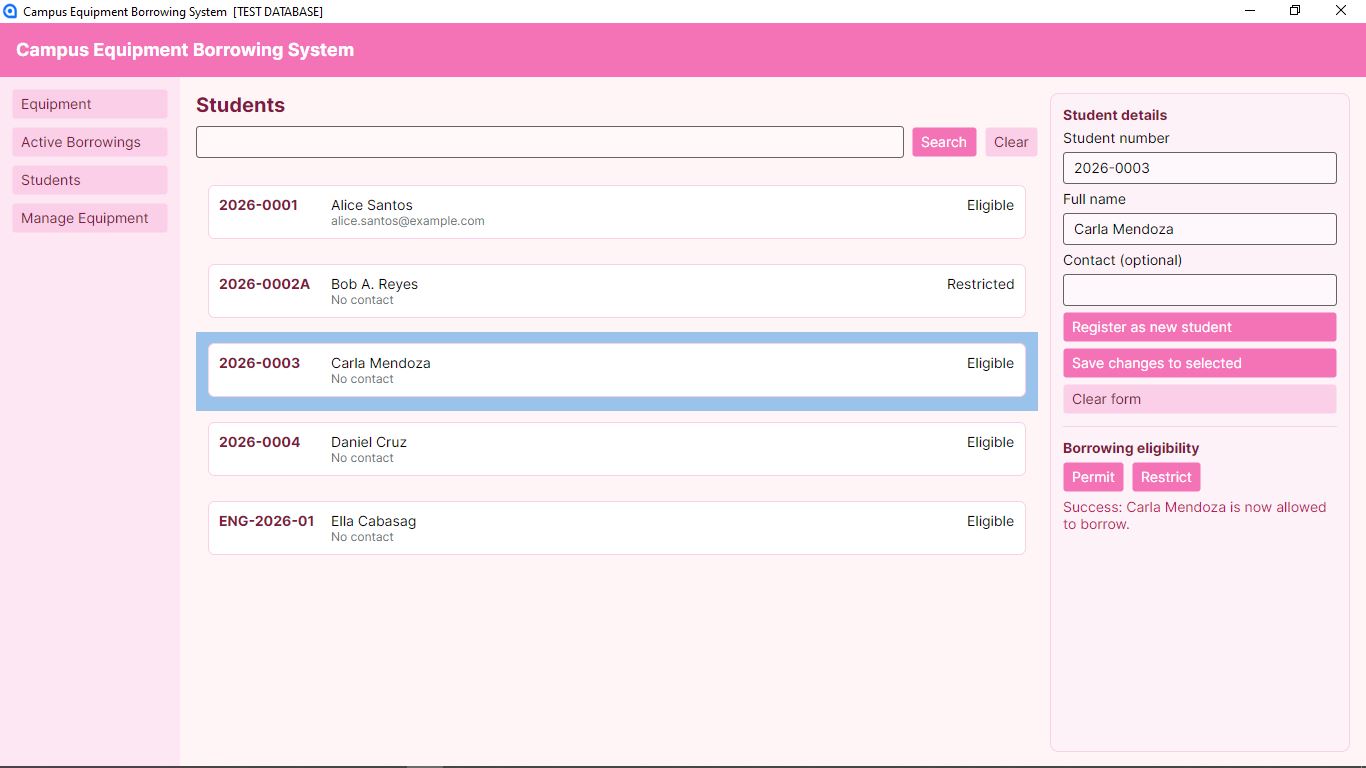 Campus Equipment Borrowing System [TEST DATABASE]
Campus Equipment Borrowing System
Equipment
Active Borrowings
Students
Manage Equipment
Students
Search
Clear
2026-0001
Alice Santos
Eligible
alice.santos@example.com
2026-0002A
Bob A. Reyes
Restricted
No contact
2026-0003
Carla Mendoza
Eligible
No contact
2026-0004
Daniel Cruz
Eligible
No contact
ENG-2026-01
Ella Cabasag
Eligible
No contact
Student details
Student number
2026-0003
Full name
Carla Mendoza
Contact (optional)
Register as new student
Save changes to selected
Clear form
Borrowing eligibility
Permit
Restrict
Success: Carla Mendoza is now allowed
to borrow.